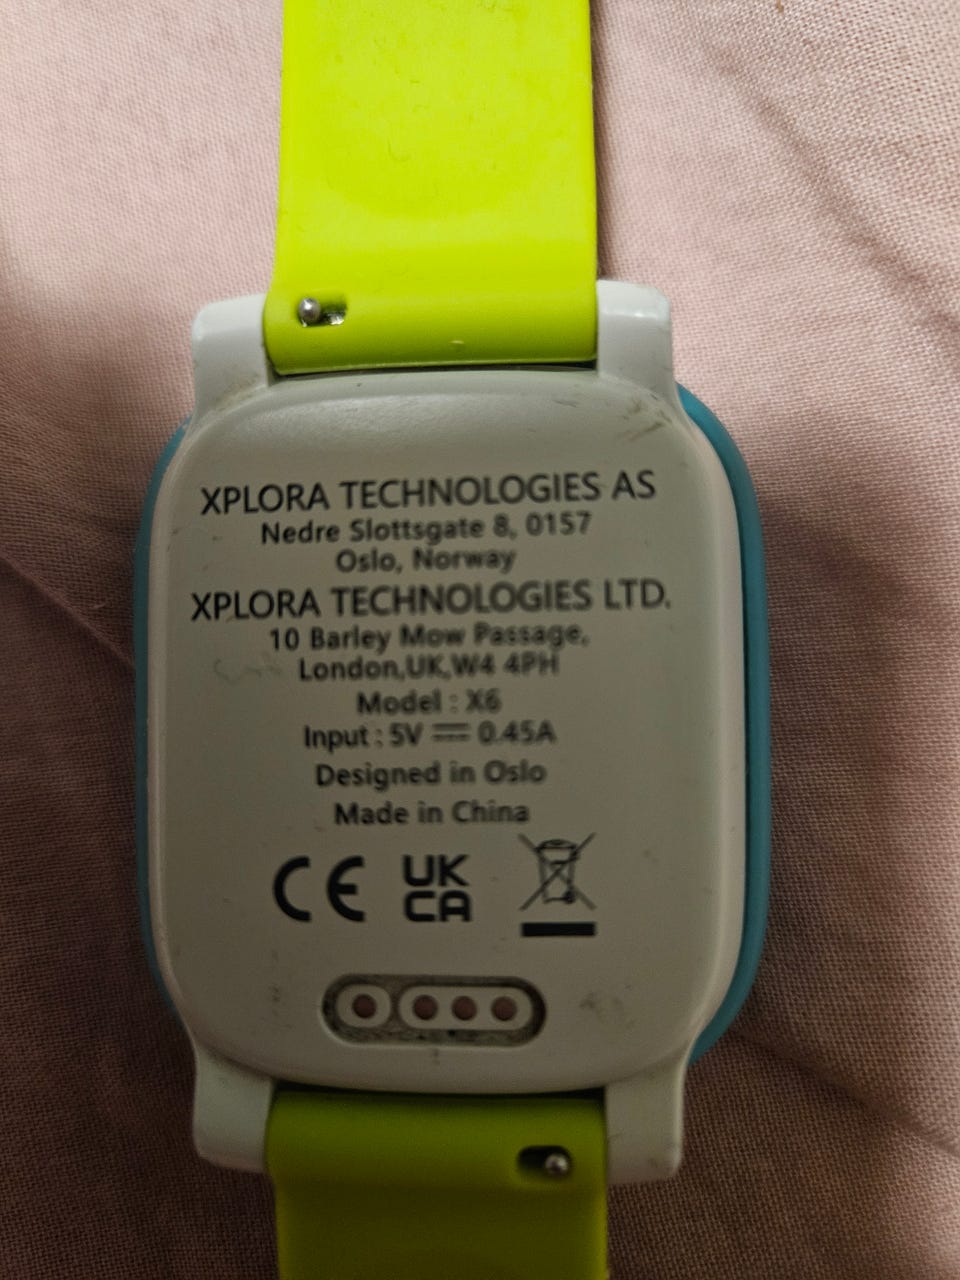 XPLORA TECHNOLOGIES AS
Nedre Slottsgate 8, 0157
Oslo, Norway
XPLORA TECHNOLOGIES LTD.
10 Barley Mow Passage,
London,UK,W4 4PH
Model : X6
Input : 5V ⎓ 0.45A
Designed in Oslo
Made in China
CE UK
CA